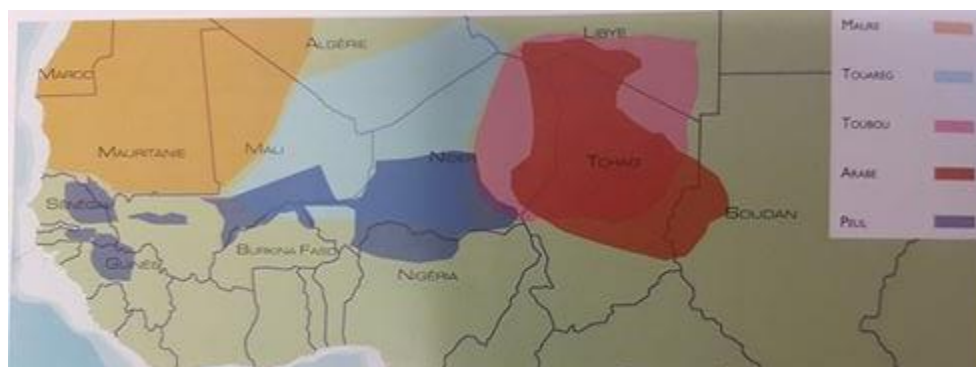 ALGÉRIE
LIBYE
MAROC
MAURITANIE
MALI
NIGER
TCHAD
SÉNÉGAL
SOUDAN
BURKINA FASO
GUINÉE
NIGÉRIA
MAURE
TOUAREG
TOUBOU
ARABE
PEUL